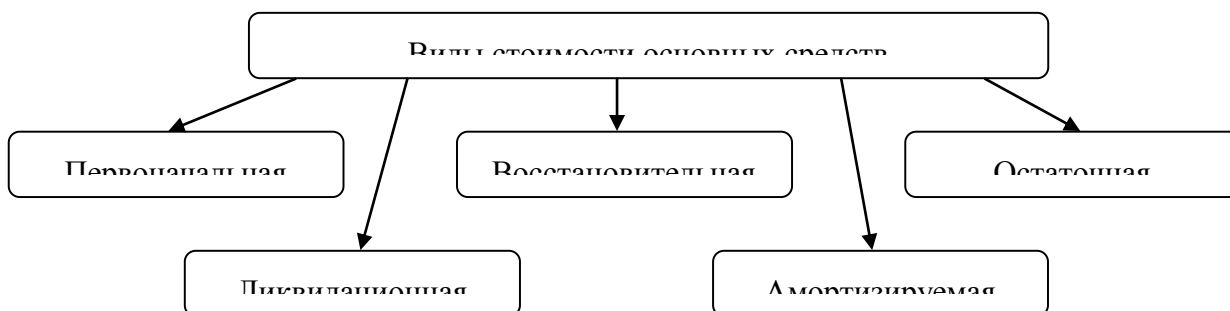 Виды стоимости основных средств
Первоначальная
Восстановительная
Остаточная
Ликвидационная
Амортизируемая